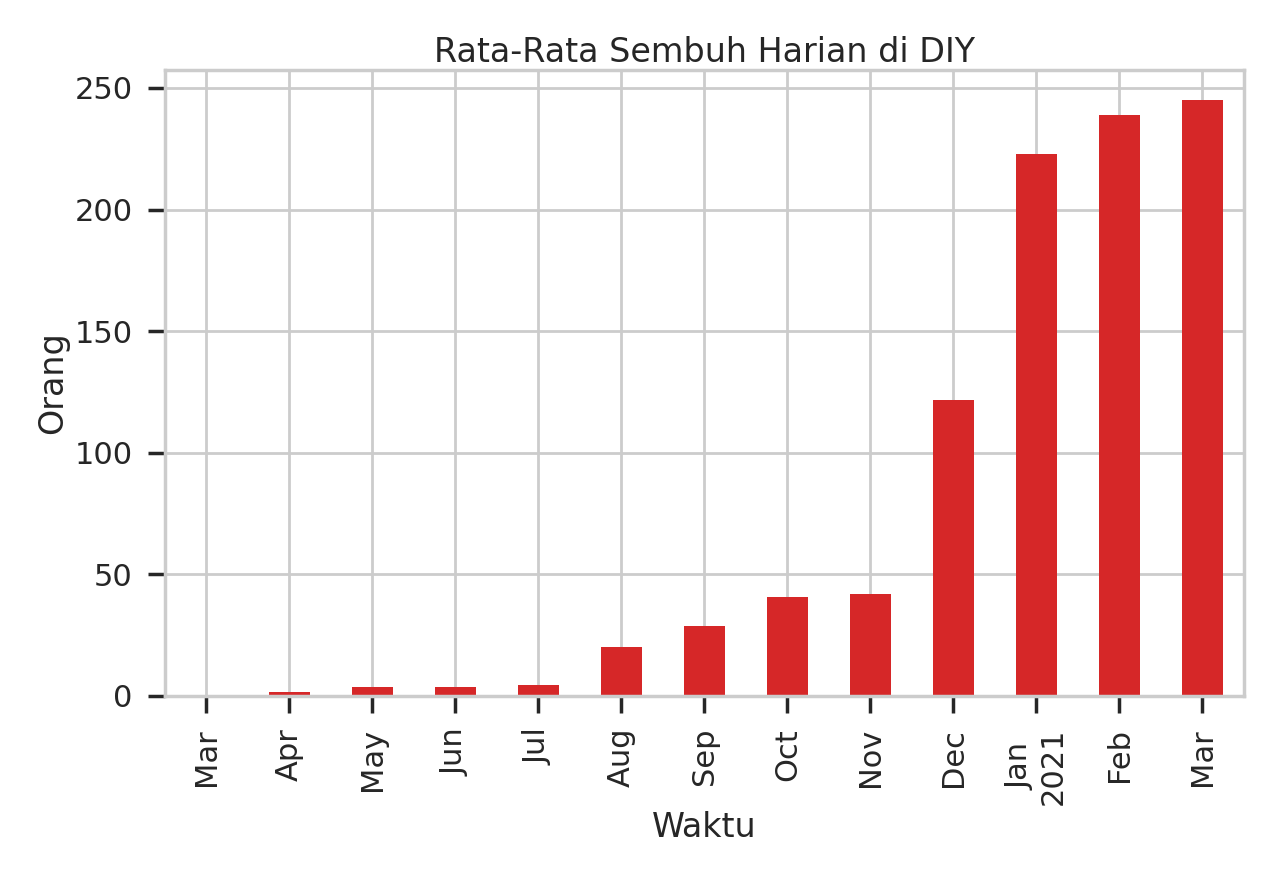 Rata-Rata Sembuh Harian di DIY
250
200
150
100
50
0
Orang
Mar
Apr
May
Jun
Jul
Aug
Sep
Oct
Nov
Dec
Jan
2021
Feb
Mar
Waktu